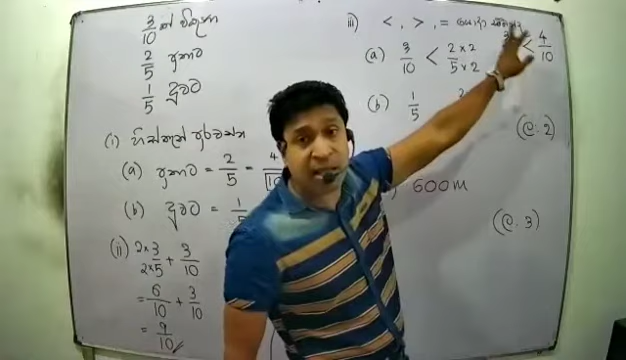 3/10 ක් විකුණා
2/5 අඹාට
1/5 දුවට
(i)
(a) = 2/5 = 4/10
(b) දුවට = 1/5
(ii) 2×3/2×5 + 3/10
= 6/10 + 3/10
= 9/10
iii) < , > , = යොදා
(a) 3/10 < 2×2/5×2
< 4/10
(b) 1/5
(ල: 2)
600m
(ල: 3)